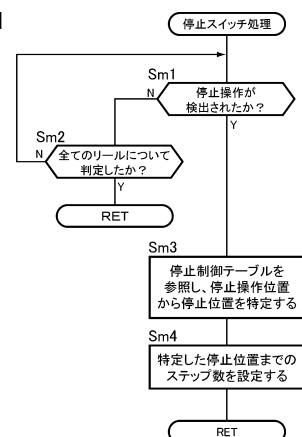 停止スイッチ処理
Sm1
停止操作が
検出されたか？
N
Y
Sm2
全てのリールについて
判定したか？
N
Y
RET
Sm3
停止制御テーブルを
参照し、停止操作位置
から停止位置を特定する
Sm4
特定した停止位置までの
ステップ数を設定する
RET